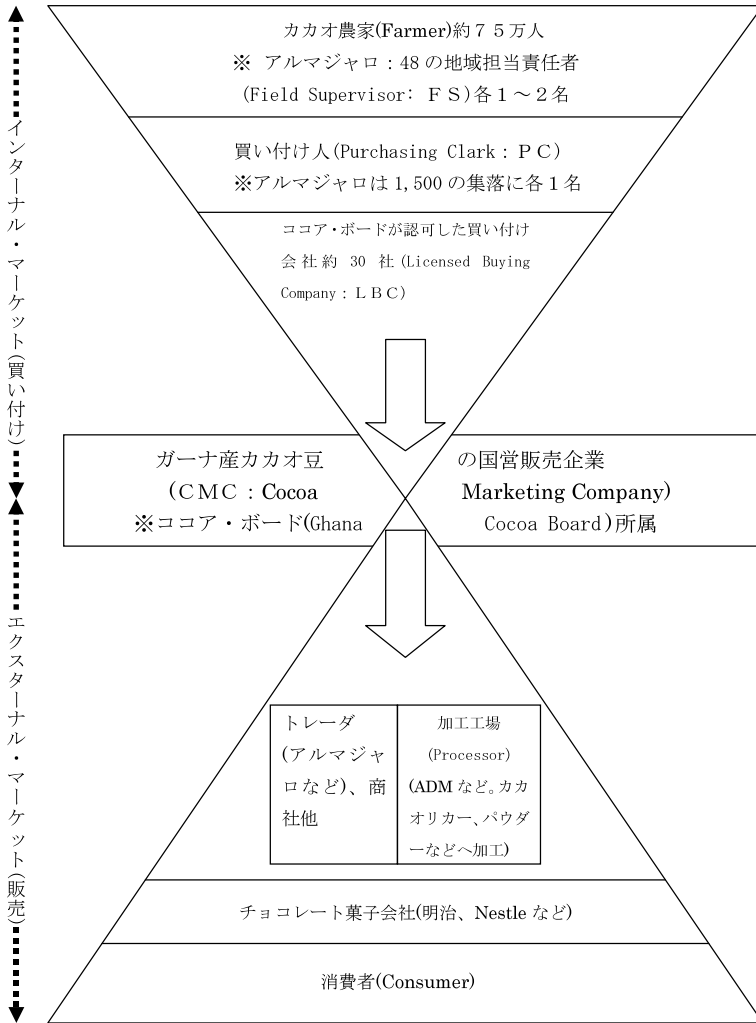 カカオ農家(Farmer)約７５万人
※ アルマジャロ：48 の地域担当責任者
(Field Supervisor: ＦＳ)各１～２名
買い付け人(Purchasing Clark：ＰＣ)
※アルマジャロは 1,500 の集落に各１名
ココア・ボードが認可した買い付け
会社約 30 社(Licensed Buying
Company：ＬＢＣ)
インターナル・マーケット(買い付け)
ガーナ産カカオ豆 の国営販売企業
(ＣＭＣ：Cocoa Marketing Company)
※ココア・ボード(Ghana Cocoa Board)所属
エクスターナル・マーケット(販売)
トレーダ
(アルマジャ
ロなど)、商
社他
加工工場
(Processor)
(ADM など。カカ
オリカー、パウダ
ーなどへ加工)
チョコレート菓子会社(明治、Nestle など)
消費者(Consumer)